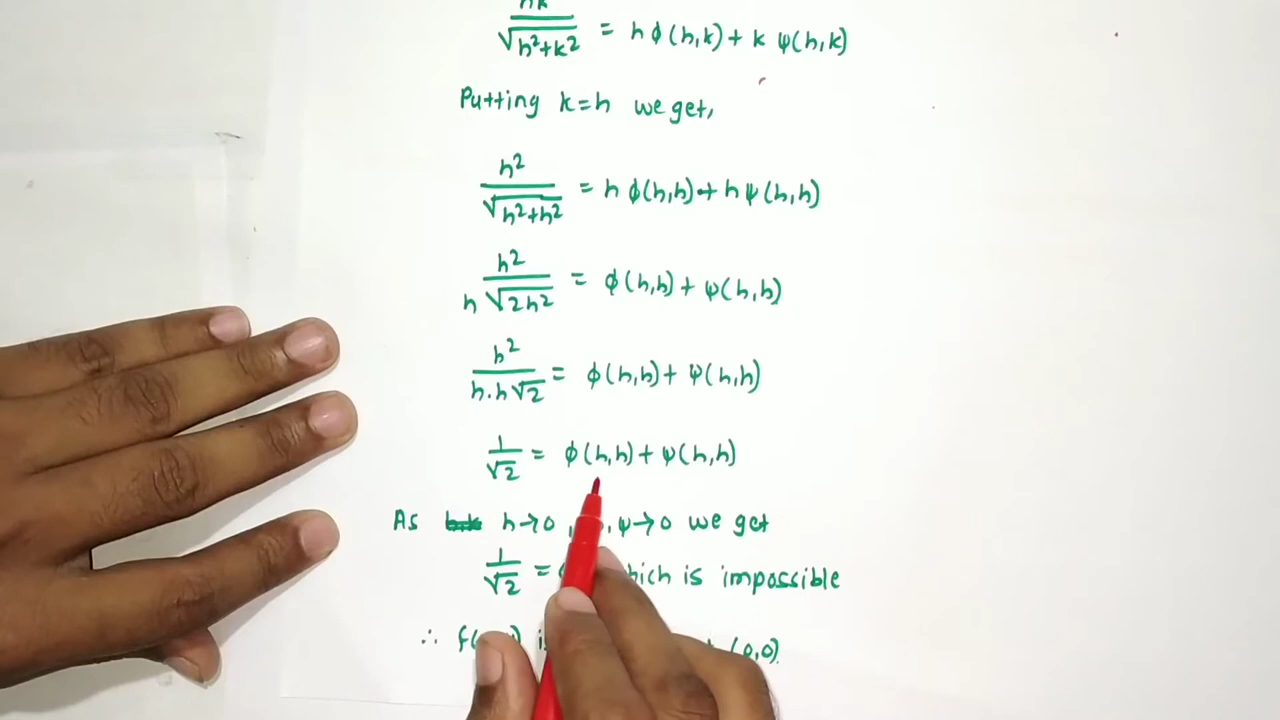 hk/√h²+k² = h ϕ(h,k) + k ψ(h,k)
Putting k=h we get,
h²/√h²+h² = h ϕ(h,h) + h ψ(h,h)
h²/h √2h² = ϕ(h,h) + ψ(h,h)
h²/h.h√2 = ϕ(h,h) + ψ(h,h)
1/√2 = ϕ(h,h) + ψ(h,h)
As h→0 , ψ→0 we get
1/√2 = which is impossible
∴ (0,0).